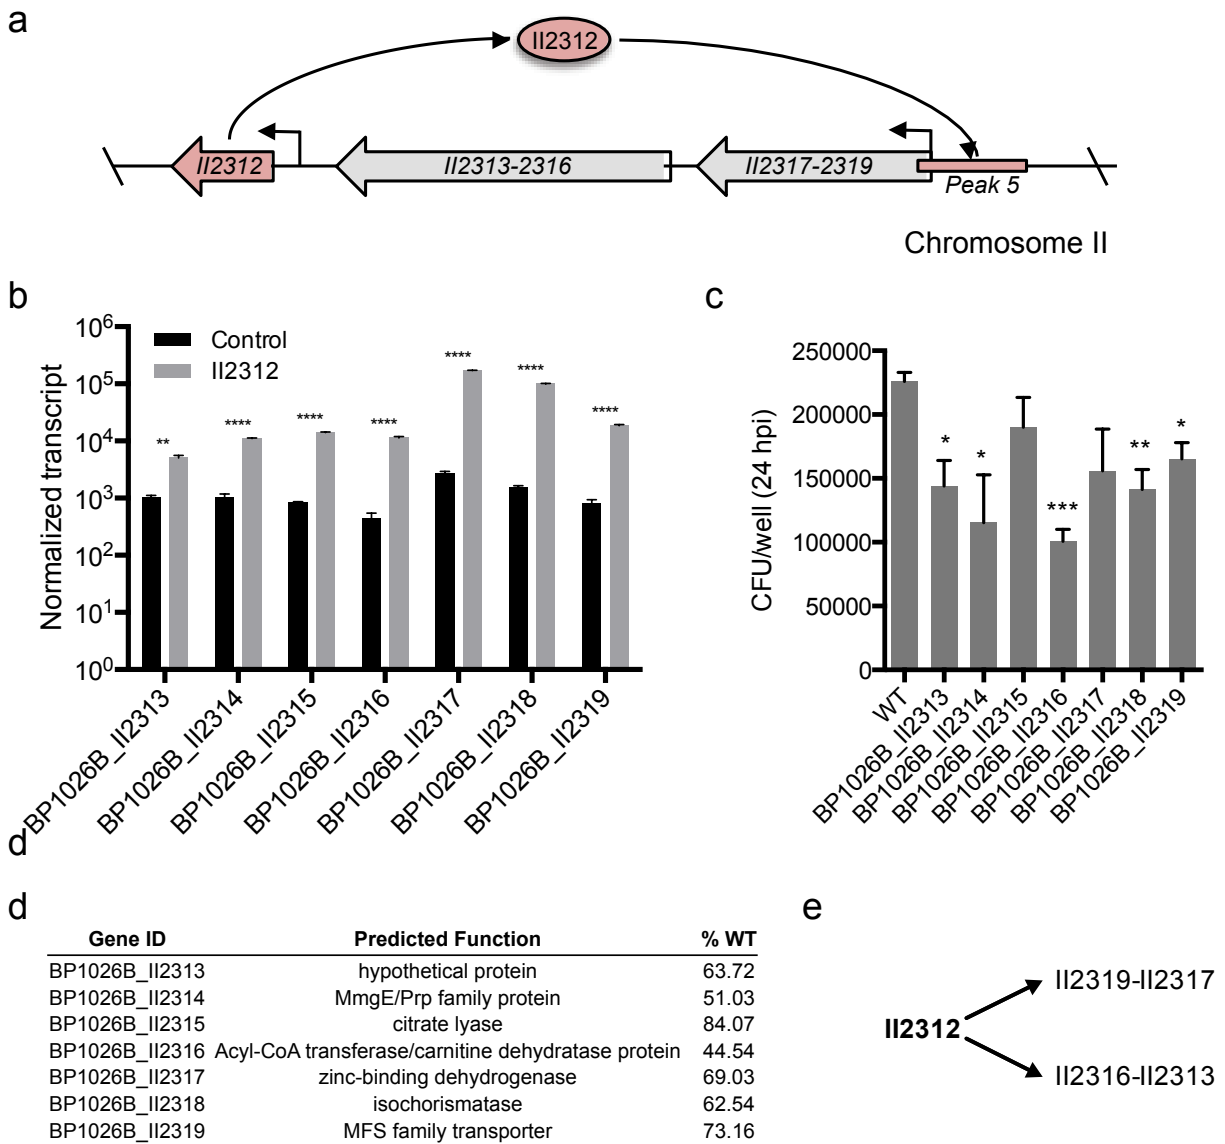 a
II2312
II2312
II2313-2316
II2317-2319
Peak 5
Chromosome II
b
Normalized transcript
10^6
10^5
10^4
10^3
10^2
10^1
10^0
Control
II2312
**
****
****
****
****
****
****
BP1026B_II2313
BP1026B_II2314
BP1026B_II2315
BP1026B_II2316
BP1026B_II2317
BP1026B_II2318
BP1026B_II2319
c
CFU/well (24 hpi)
250000
200000
150000
100000
50000
0
*
*
***
**
*
WT
BP1026B_II2313
BP1026B_II2314
BP1026B_II2315
BP1026B_II2316
BP1026B_II2317
BP1026B_II2318
BP1026B_II2319
d
d
Gene ID Predicted Function % WT
BP1026B_II2313 hypothetical protein 63.72
BP1026B_II2314 MmgE/Prp family protein 51.03
BP1026B_II2315 citrate lyase 84.07
BP1026B_II2316 Acyl-CoA transferase/carnitine dehydratase protein 44.54
BP1026B_II2317 zinc-binding dehydrogenase 69.03
BP1026B_II2318 isochorismatase 62.54
BP1026B_II2319 MFS family transporter 73.16
e
II2312
II2319-II2317
II2316-II2313